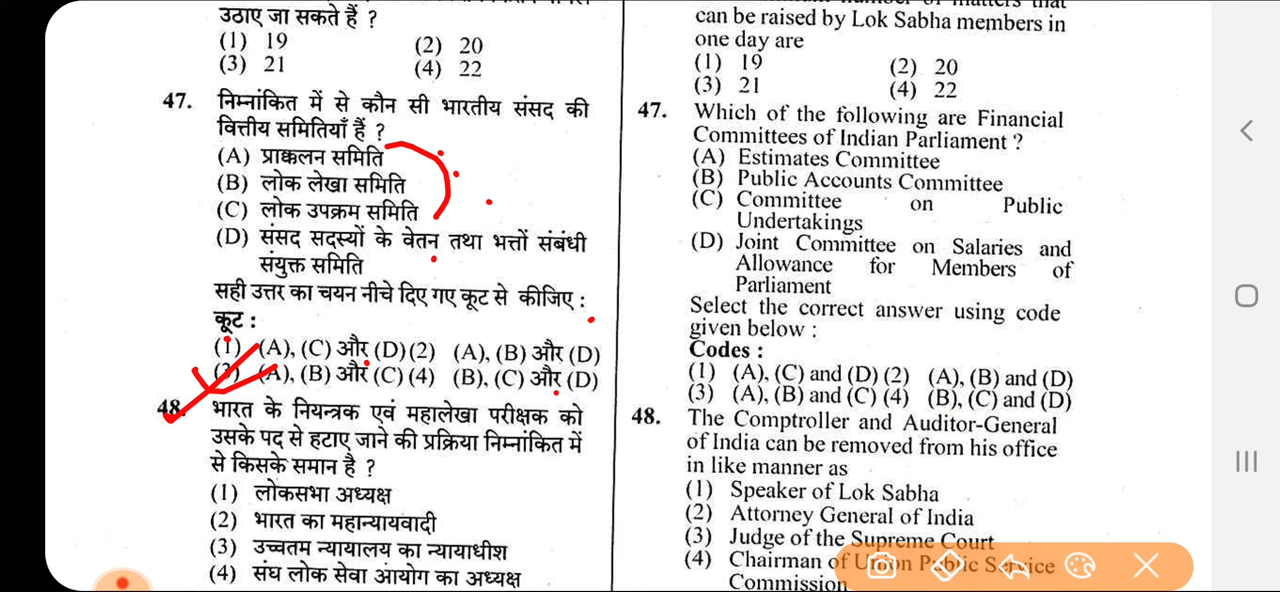 उठाए जा सकते हैं ?
(1) 19 (2) 20
(3) 21 (4) 22
47. निम्नांकित में से कौन सी भारतीय संसद की
वित्तीय समितियाँ हैं ?
(A) प्राक्कलन समिति
(B) लोक लेखा समिति
(C) लोक उपक्रम समिति
(D) संसद सदस्यों के वेतन तथा भत्तों संबंधी
संयुक्त समिति
सही उत्तर का चयन नीचे दिए गए कूट से कीजिए :
कूट :
(1) (A), (C) और (D) (2) (A), (B) और (D)
(3) (A), (B) और (C) (4) (B), (C) और (D)
48. भारत के नियन्त्रक एवं महालेखा परीक्षक को
उसके पद से हटाए जाने की प्रक्रिया निम्नांकित में
से किसके समान है ?
(1) लोकसभा अध्यक्ष
(2) भारत का महान्यायवादी
(3) उच्चतम न्यायालय का न्यायाधीश
(4) संघ लोक सेवा आयोग का अध्यक्ष
number of matters that
can be raised by Lok Sabha members in
one day are
(1) 19 (2) 20
(3) 21 (4) 22
47. Which of the following are Financial
Committees of Indian Parliament ?
(A) Estimates Committee
(B) Public Accounts Committee
(C) Committee on Public
Undertakings
(D) Joint Committee on Salaries and
Allowance for Members of
Parliament
Select the correct answer using code
given below :
Codes :
(1) (A), (C) and (D) (2) (A), (B) and (D)
(3) (A), (B) and (C) (4) (B), (C) and (D)
48. The Comptroller and Auditor-General
of India can be removed from his office
in like manner as
(1) Speaker of Lok Sabha
(2) Attorney General of India
(3) Judge of the Supreme Court
(4) Chairman of Union Public Service
Commission